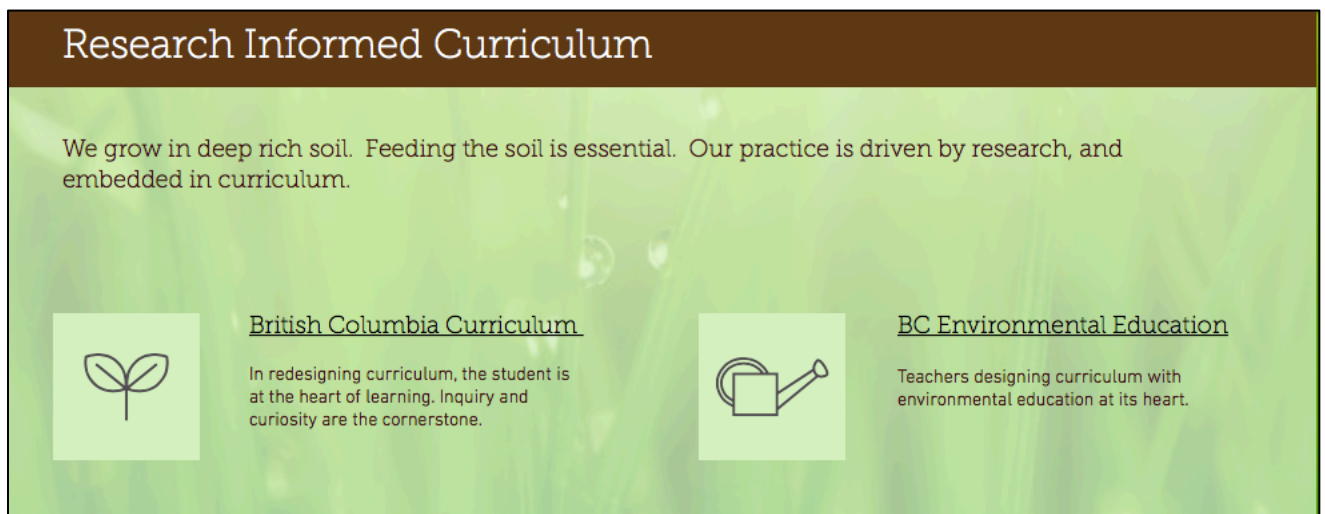 Research Informed Curriculum
We grow in deep rich soil.  Feeding the soil is essential.  Our practice is driven by research, and
embedded in curriculum.
British Columbia Curriculum
In redesigning curriculum, the student is
at the heart of learning. Inquiry and
curiosity are the cornerstone.
BC Environmental Education
Teachers designing curriculum with
environmental education at its heart.